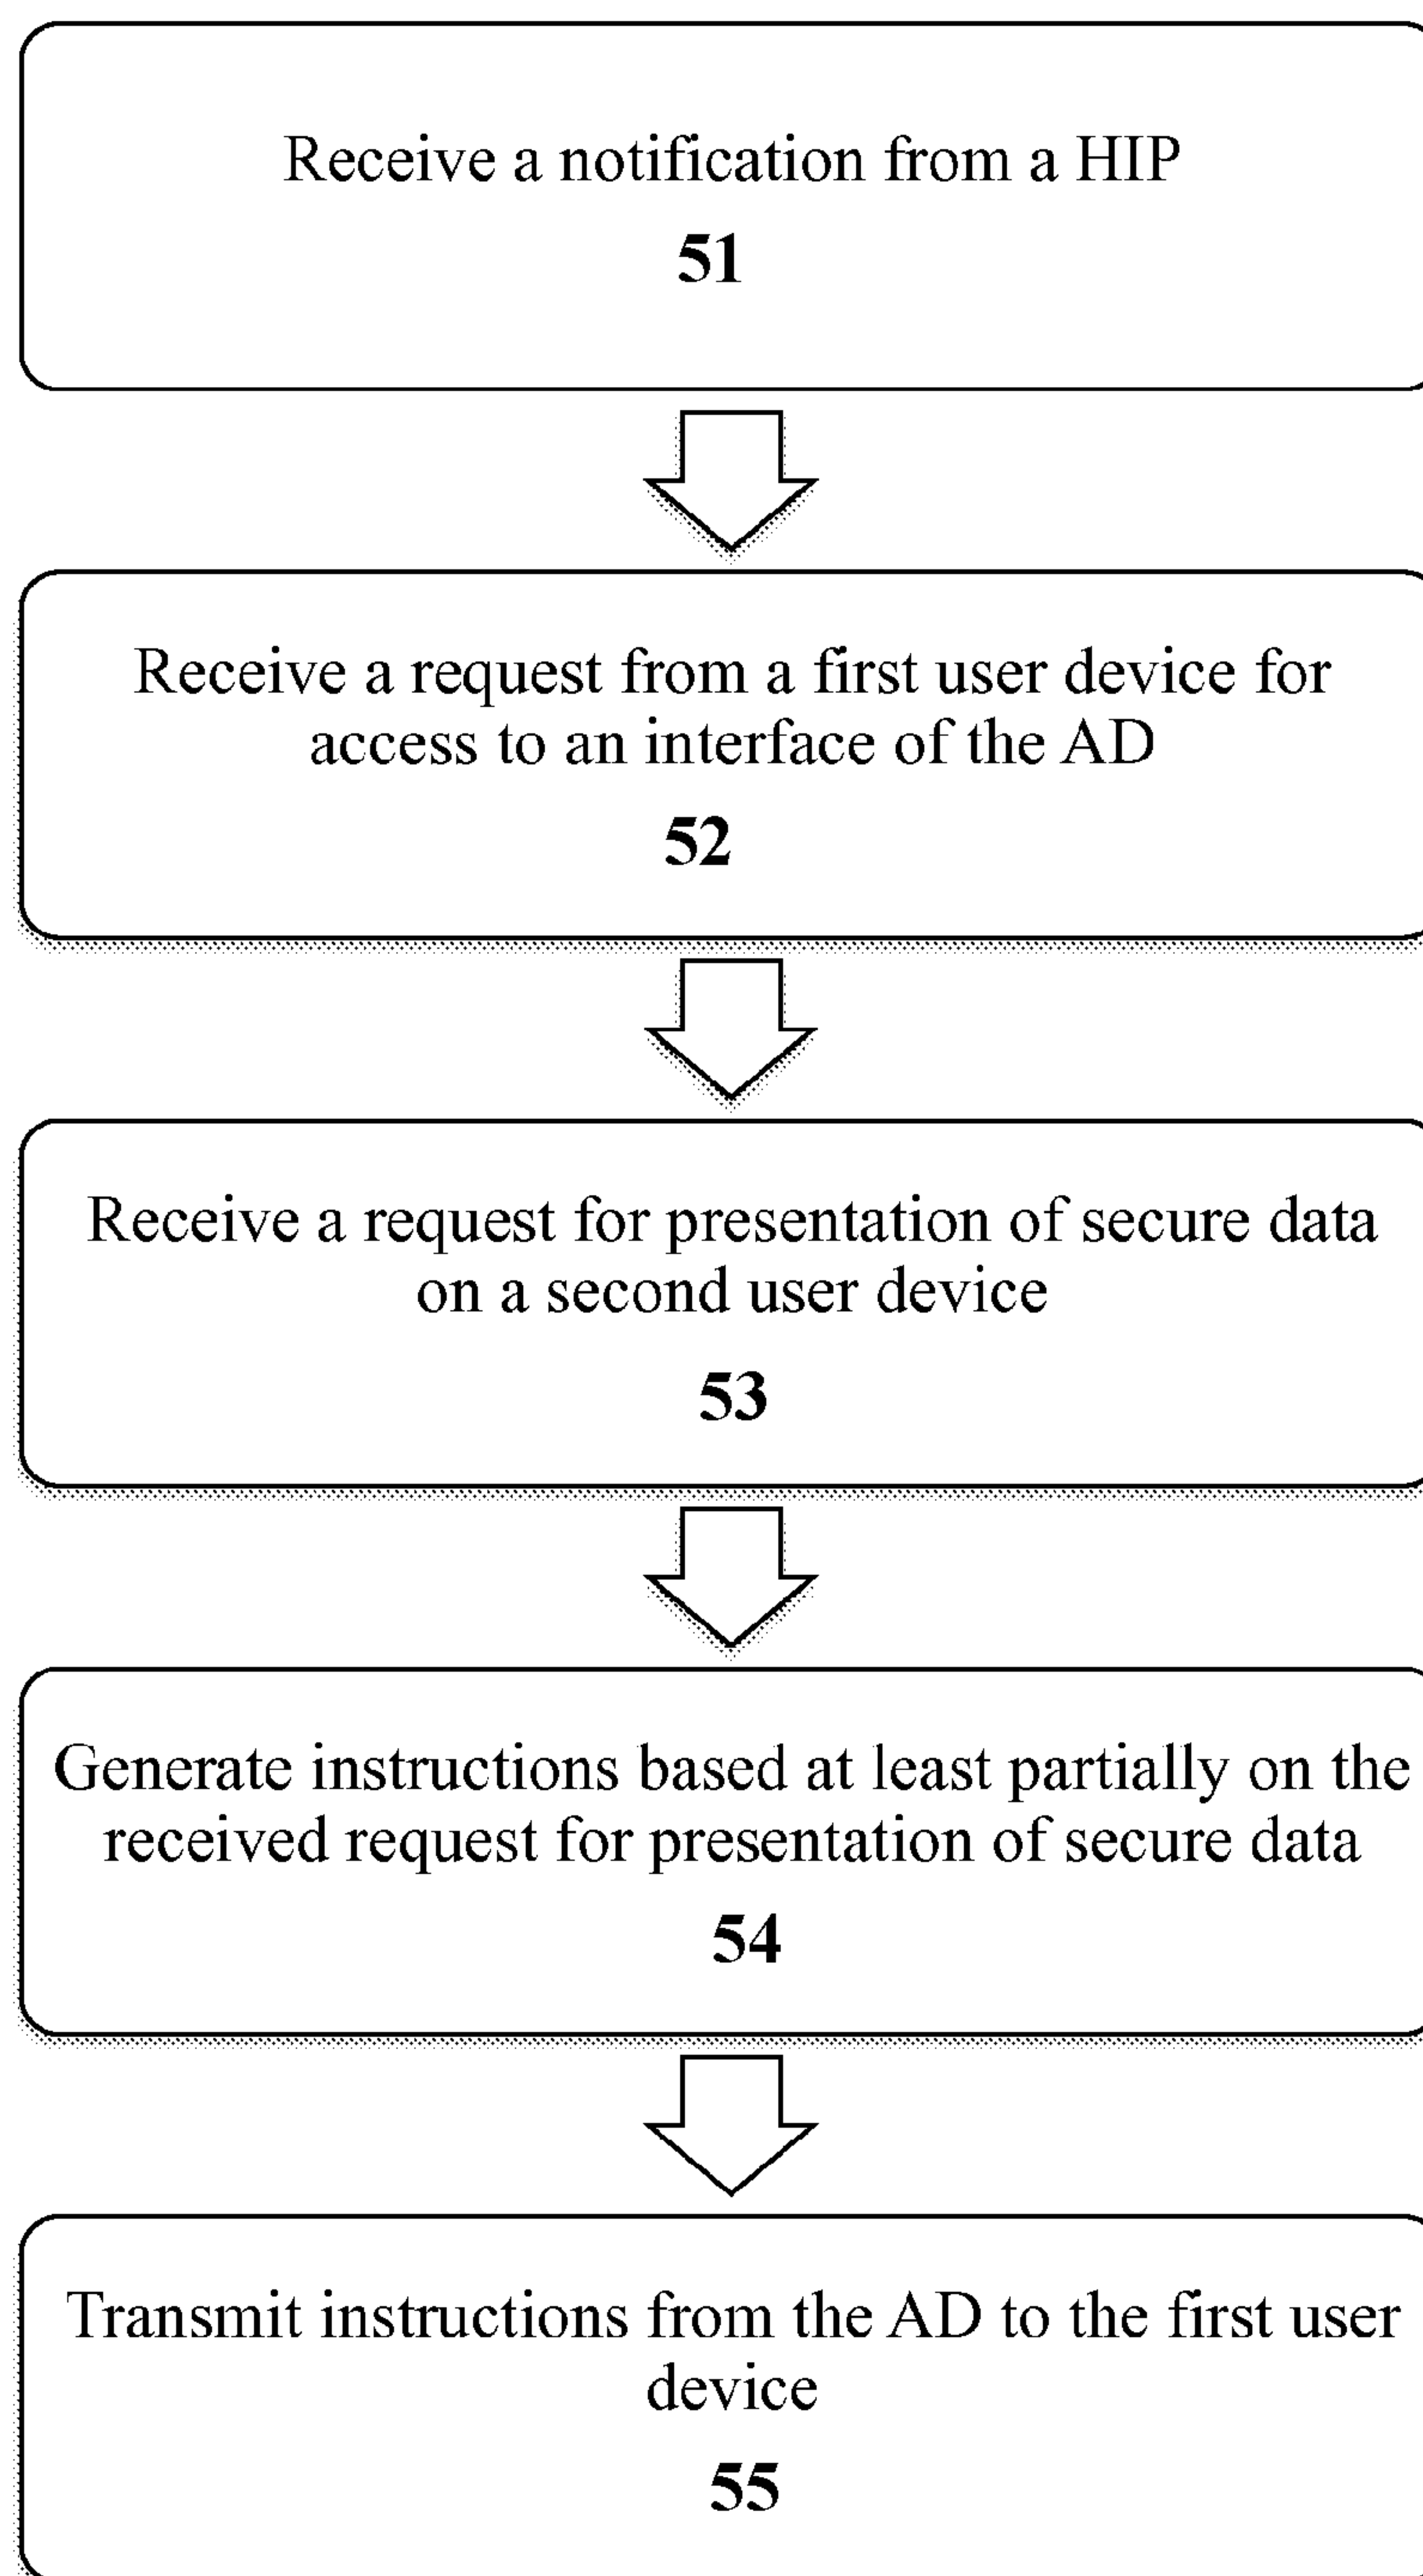 Receive a notification from a HIP
51
Receive a request from a first user device for
access to an interface of the AD
52
Receive a request for presentation of secure data
on a second user device
53
Generate instructions based at least partially on the
received request for presentation of secure data
54
Transmit instructions from the AD to the first user
device
55